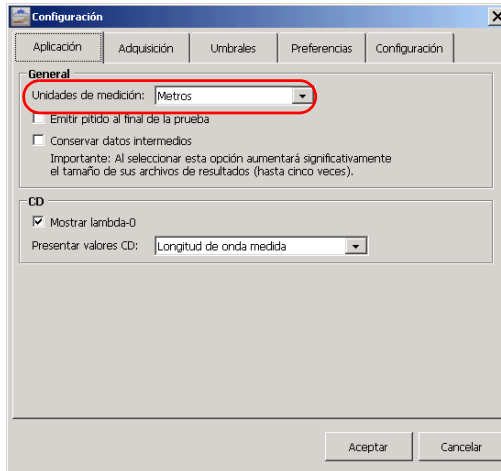 Configuración
Aplicación
Adquisición
Umbrales
Preferencias
Configuración
General
Unidades de medición: Metros
Emitir pitido al final de la prueba
Conservar datos intermedios
Importante: Al seleccionar esta opción aumentará significativamente
el tamaño de sus archivos de resultados (hasta cinco veces).
CD
Mostrar lambda-0
Presentar valores CD: Longitud de onda medida
Aceptar
Cancelar